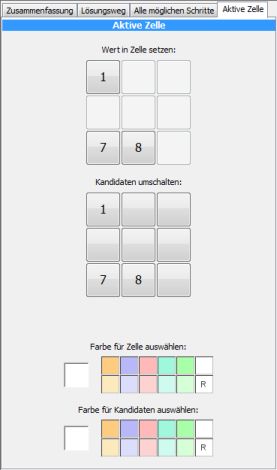 Zusammenfassung Lösungsweg Alle möglichen Schritte Aktive Zelle
Aktive Zelle
Wert in Zelle setzen:
1
7 8
Kandidaten umschalten:
1
7 8
Farbe für Zelle auswählen:
R
Farbe für Kandidaten auswählen:
R